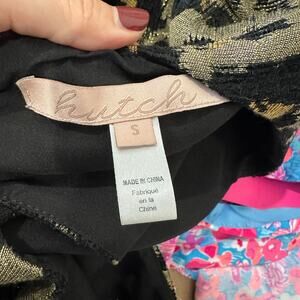 hutch
S
MADE IN CHINA
Fabriqué
en la
Chine